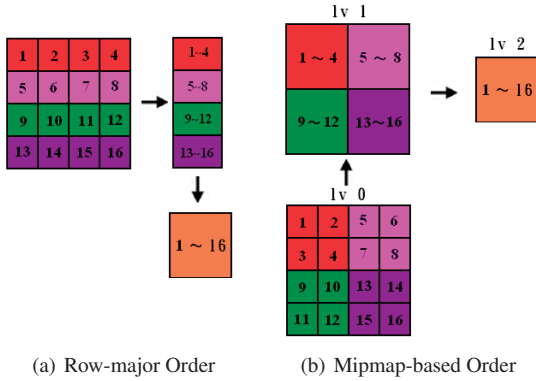 1 2 3 4
5 6 7 8
9 10 11 12
13 14 15 16
1~4
5~8
9~12
13~16
1 ~ 16
(a) Row-major Order
lv 1
1 ~ 4 5 ~ 8
9 ~ 12 13~16
lv 2
1 ~ 16
lv 0
1 2 5 6
3 4 7 8
9 10 13 14
11 12 15 16
(b) Mipmap-based Order